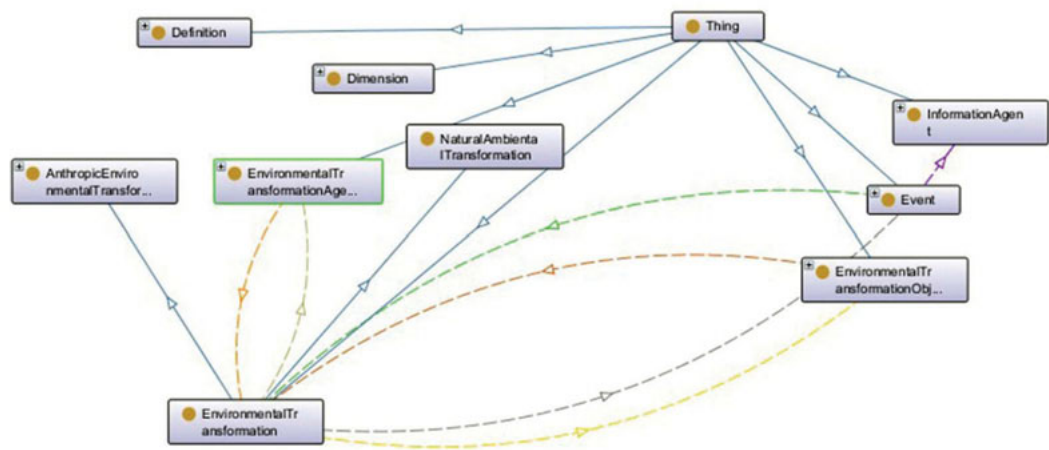 Definition
Thing
Dimension
InformationAgen
t
NaturalAmbienta
lTransformation
AnthropicEnviro
nmentalTransfor...
EnvironmentalTr
ansformationAge...
Event
EnvironmentalTr
ansformationObj...
EnvironmentalTr
ansformation